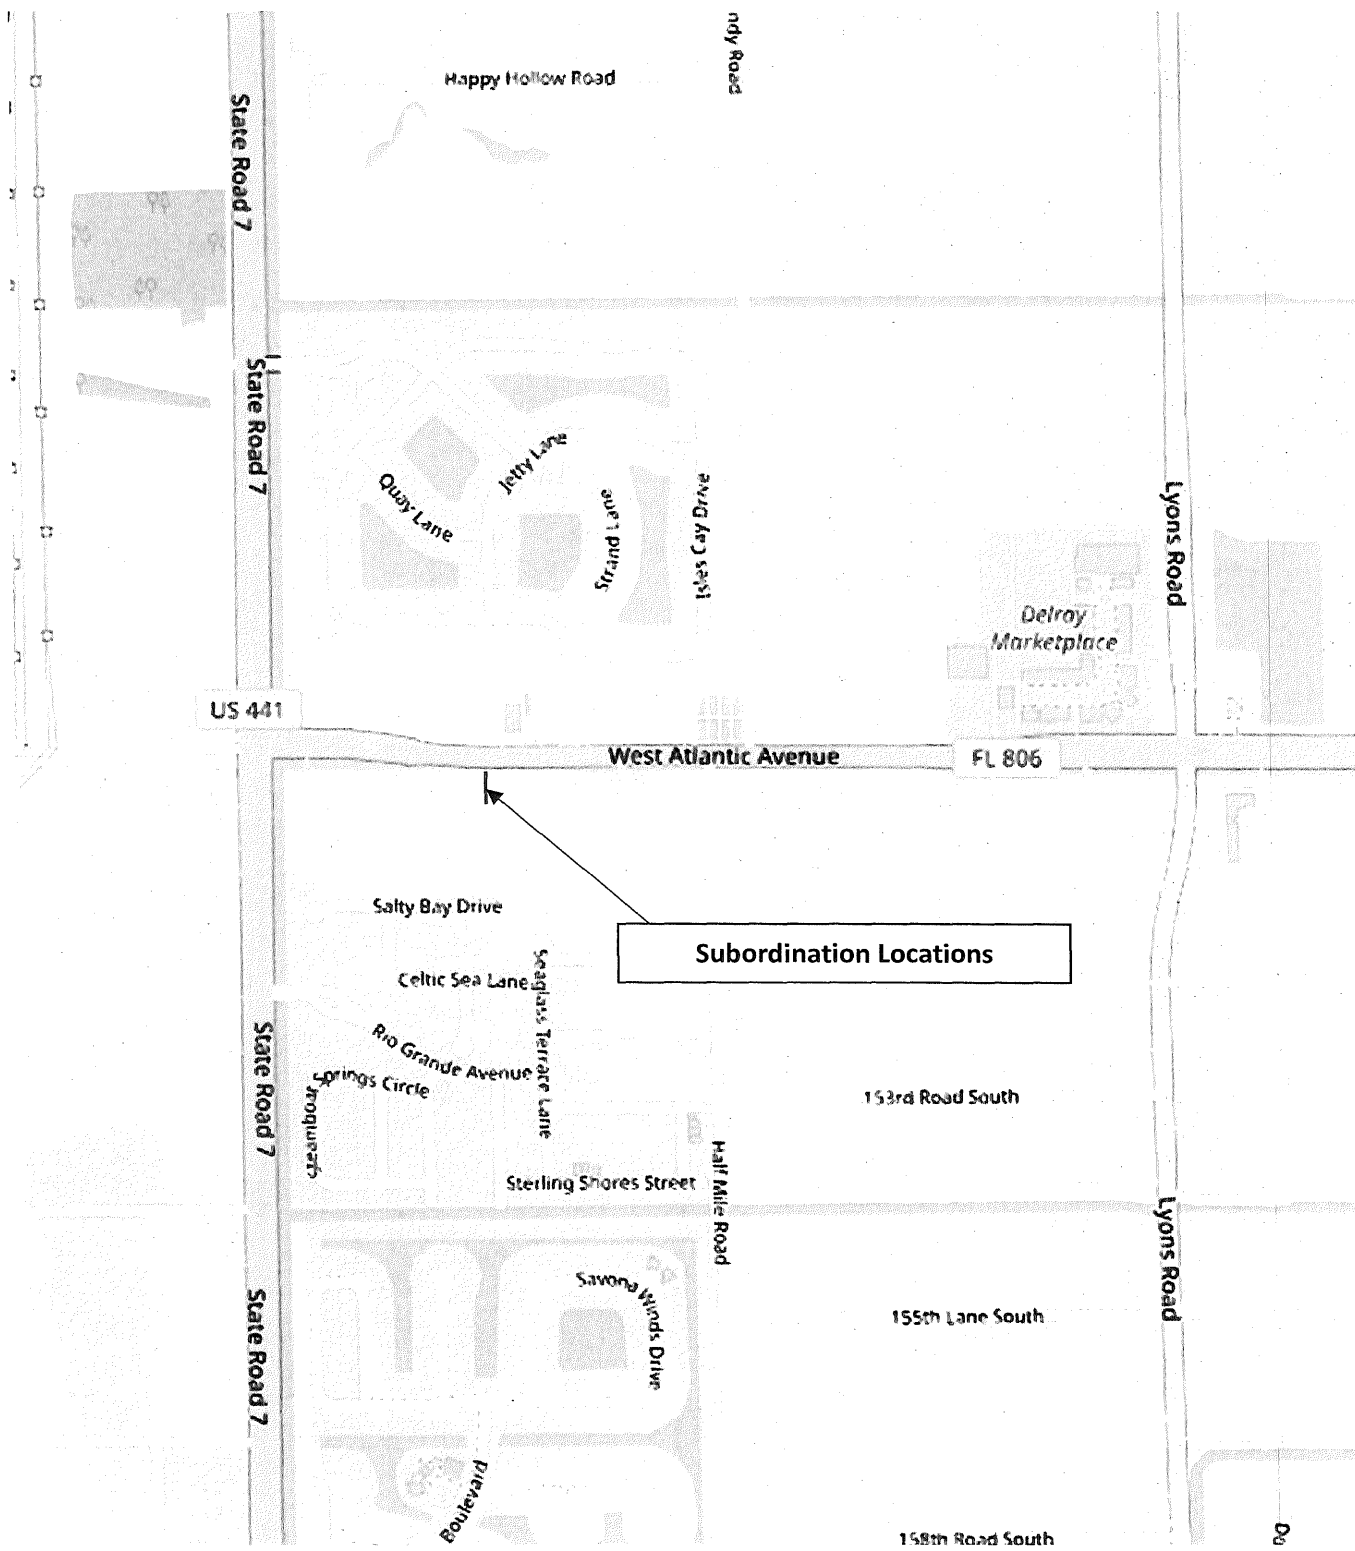 ndy Road
Happy Hollow Road
State Road 7
State Road 7
Jetty Lane
Quay Lane
Strand Lane
Isles Cay Drive
Lyons Road
Delray
Marketplace
US 441
West Atlantic Avenue
FL 806
Salty Bay Drive
Subordination Locations
Celtic Sea Lane
Seaglass Terrace Lane
State Road 7
Rio Grande Avenue
Springs Circle
153rd Road South
Sterling Shores Street
Half Mile Road
Lyons Road
Savona Winds Drive
State Road 7
155th Lane South
Boulevard
158th Road South